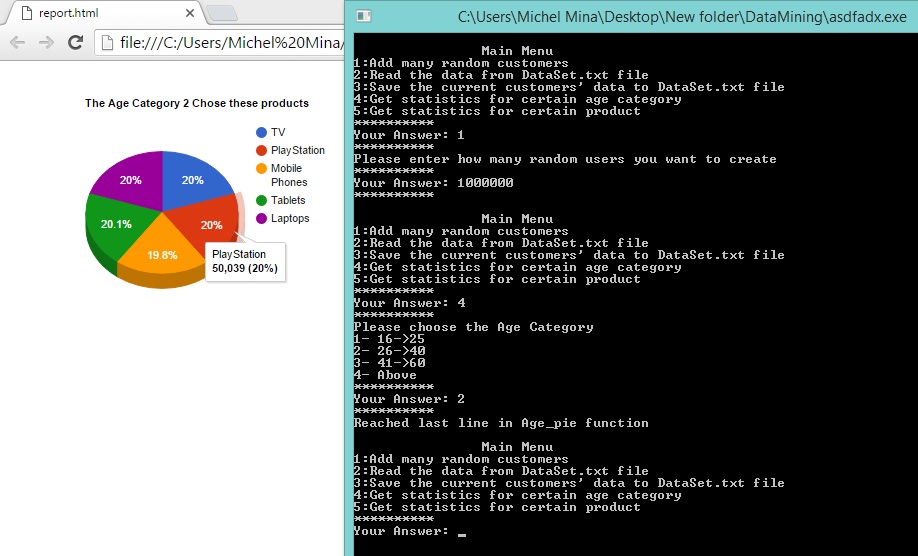 report.html
file:///C:/Users/Michel%20Mina/
The Age Category 2 Chose these products
TV
PlayStation
Mobile
Phones
Tablets
Laptops
20%
20%
20.1%
20%
19.8%
PlayStation
50,039 (20%)
C:\Users\Michel Mina\Desktop\New folder\DataMining\asdfadx.exe
Main Menu
1:Add many random customers
2:Read the data from DataSet.txt file
3:Save the current customers' data to DataSet.txt file
4:Get statistics for certain age category
5:Get statistics for certain product
**********
Your Answer: 1
**********
Please enter how many random users you want to create
**********
Your Answer: 1000000
**********
Main Menu
1:Add many random customers
2:Read the data from DataSet.txt file
3:Save the current customers' data to DataSet.txt file
4:Get statistics for certain age category
5:Get statistics for certain product
**********
Your Answer: 4
**********
Please choose the Age Category
1- 16->25
2- 26->40
3- 41->60
4- Above
**********
Your Answer: 2
**********
Reached last line in Age_pie function
Main Menu
1:Add many random customers
2:Read the data from DataSet.txt file
3:Save the current customers' data to DataSet.txt file
4:Get statistics for certain age category
5:Get statistics for certain product
**********
Your Answer: _